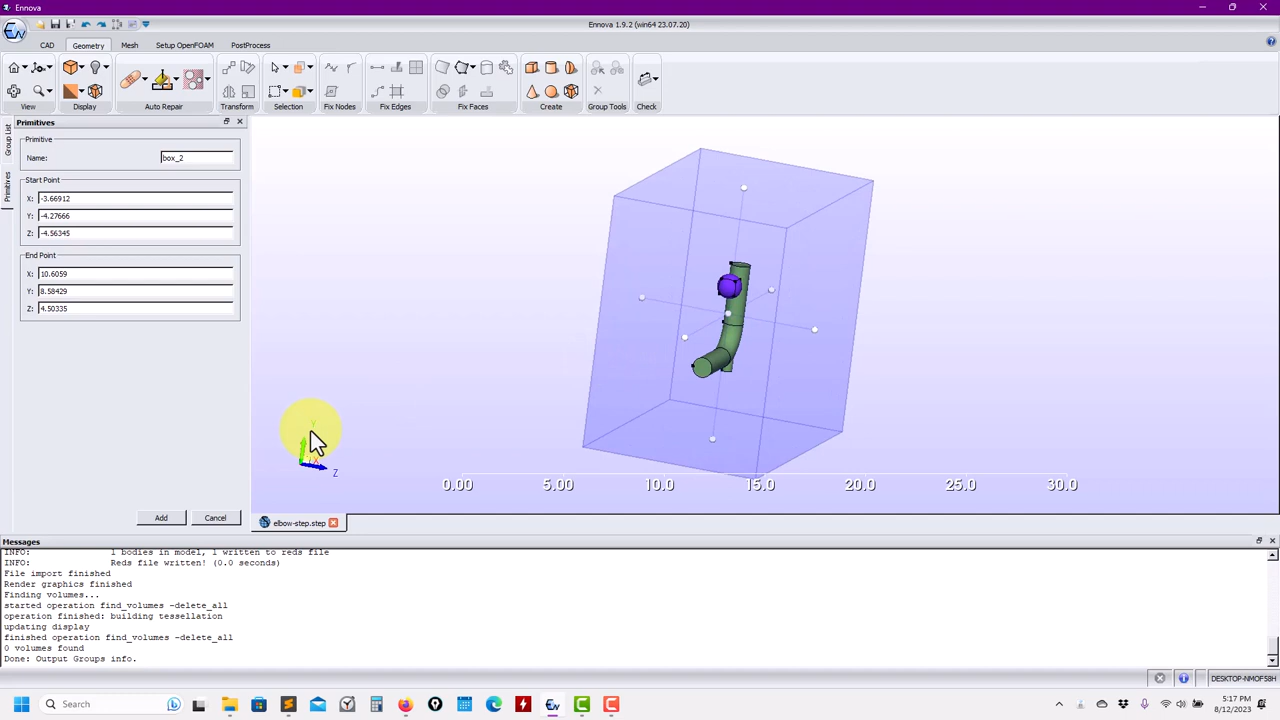 Ennova
Ennova 1.9.2 (win64 23.07.20)
CAD
Geometry
Mesh
Setup OpenFOAM
PostProcess
View
Display
Auto Repair
Transform
Selection
Fix Nodes
Fix Edges
Fix Faces
Create
Group Tools
Check
Primitives
Group List
Primitives
Primitive
Name: box_2
Start Point
X: -3.66912
Y: -4.27666
Z: -4.56345
End Point
X: 10.6059
Y: 8.58429
Z: 4.50335
Add
Cancel
Y
X
Z
0.00 5.00 10.0 15.0 20.0 25.0 30.0
elbow-step.step
Messages
INFO: 1 bodies in model, 1 written to reds file
INFO: Reds file written! (0.0 seconds)
File import finished
Render graphics finished
Finding volumes...
started operation find_volumes -delete_all
operation finished: building tessellation
updating display
finished operation find_volumes -delete_all
0 volumes found
Done: Output Groups info.
DESKTOP-NMOF5BH
Search
5:17 PM
8/12/2023